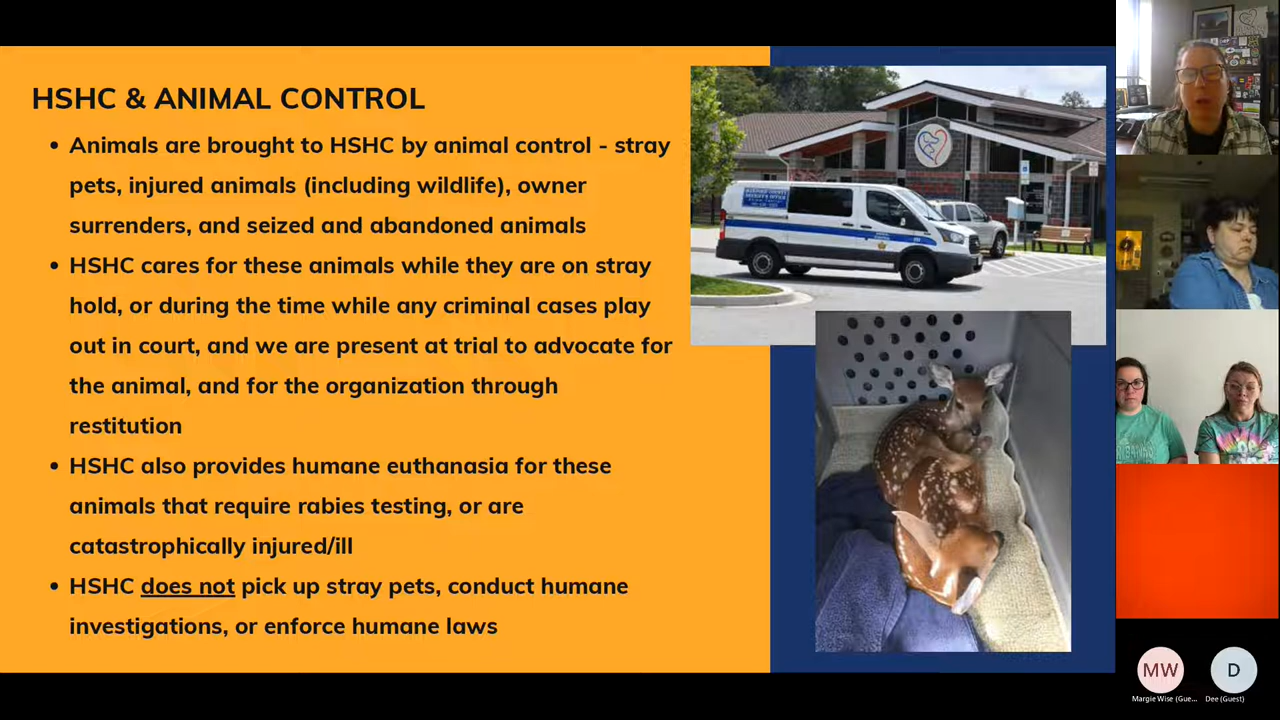 HSHC & ANIMAL CONTROL
• Animals are brought to HSHC by animal control - stray
pets, injured animals (including wildlife), owner
surrenders, and seized and abandoned animals
• HSHC cares for these animals while they are on stray
hold, or during the time while any criminal cases play
out in court, and we are present at trial to advocate for
the animal, and for the organization through
restitution
• HSHC also provides humane euthanasia for these
animals that require rabies testing, or are
catastrophically injured/ill
• HSHC does not pick up stray pets, conduct humane
investigations, or enforce humane laws
MW
D
Margie Wise (Gue...
Dee (Guest)